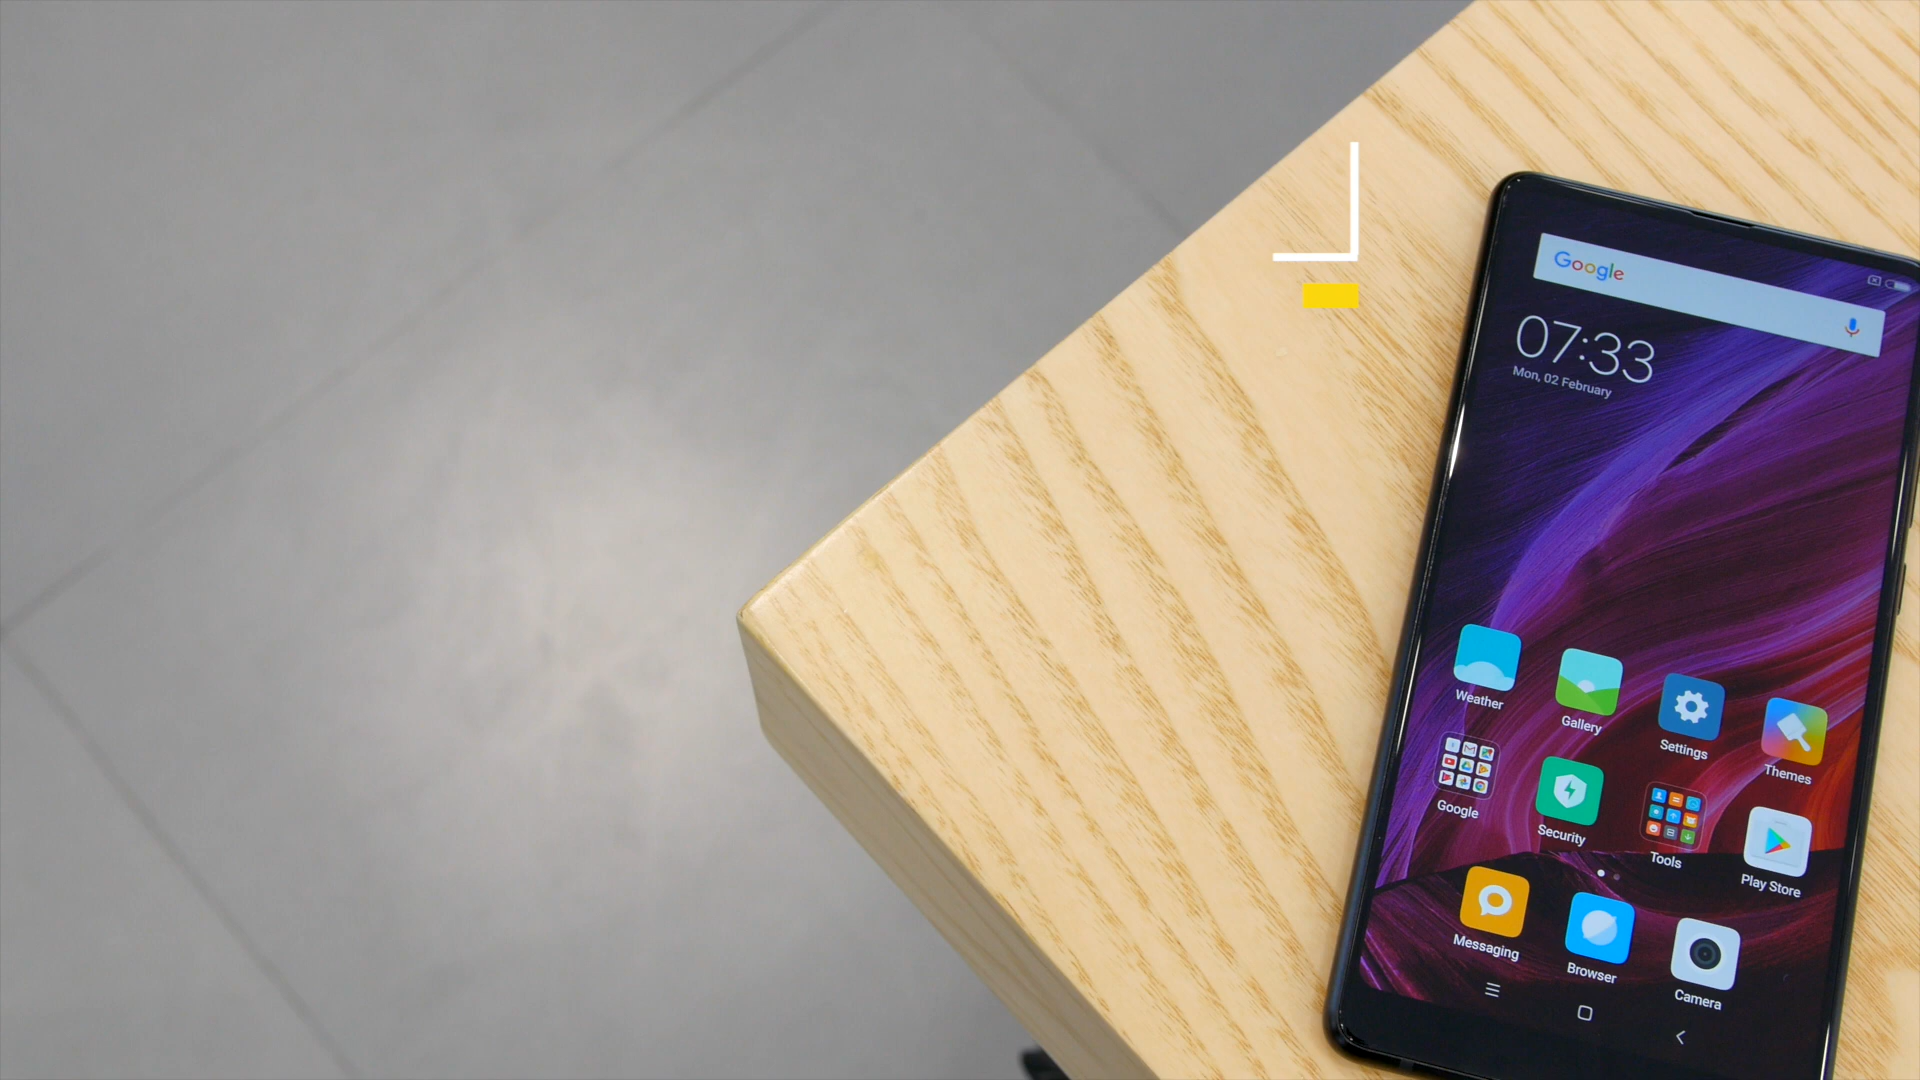 Google
07:33
Mon, 02 February
Weather
Gallery
Settings
Themes
Google
Security
Tools
Play Store
Messaging
Browser
Camera